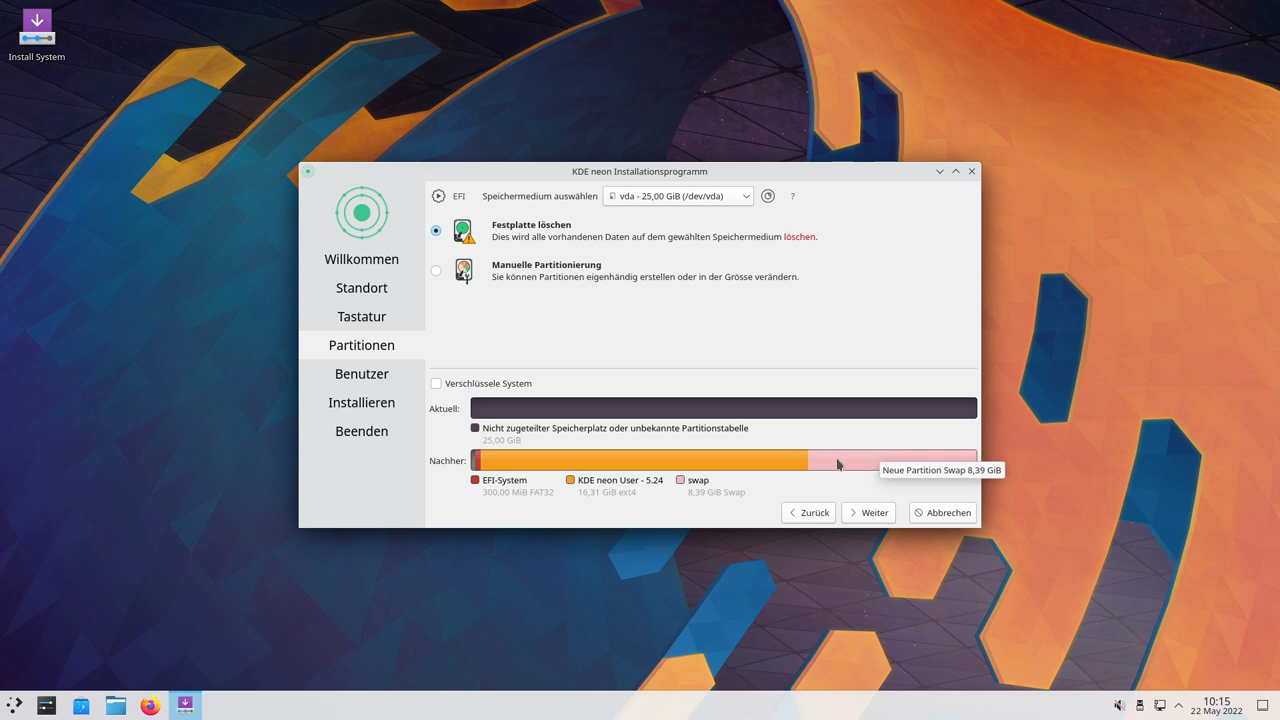 Install System
KDE neon Installationsprogramm
EFI Speichermedium auswählen vda - 25,00 GiB (/dev/vda) ?
Festplatte löschen
Dies wird alle vorhandenen Daten auf dem gewählten Speichermedium löschen.
Manuelle Partitionierung
Sie können Partitionen eigenhändig erstellen oder in der Grösse verändern.
Willkommen
Standort
Tastatur
Partitionen
Benutzer
Installieren
Beenden
Verschlüssele System
Aktuell:
Nicht zugeteilter Speicherplatz oder unbekannte Partitionstabelle
25,00 GiB
Nachher:
Neue Partition Swap 8,39 GiB
EFI-System KDE neon User - 5.24 swap
300,00 MiB FAT32 16,31 GiB ext4 8,39 GiB Swap
Zurück Weiter Abbrechen
10:15
22 May 2022